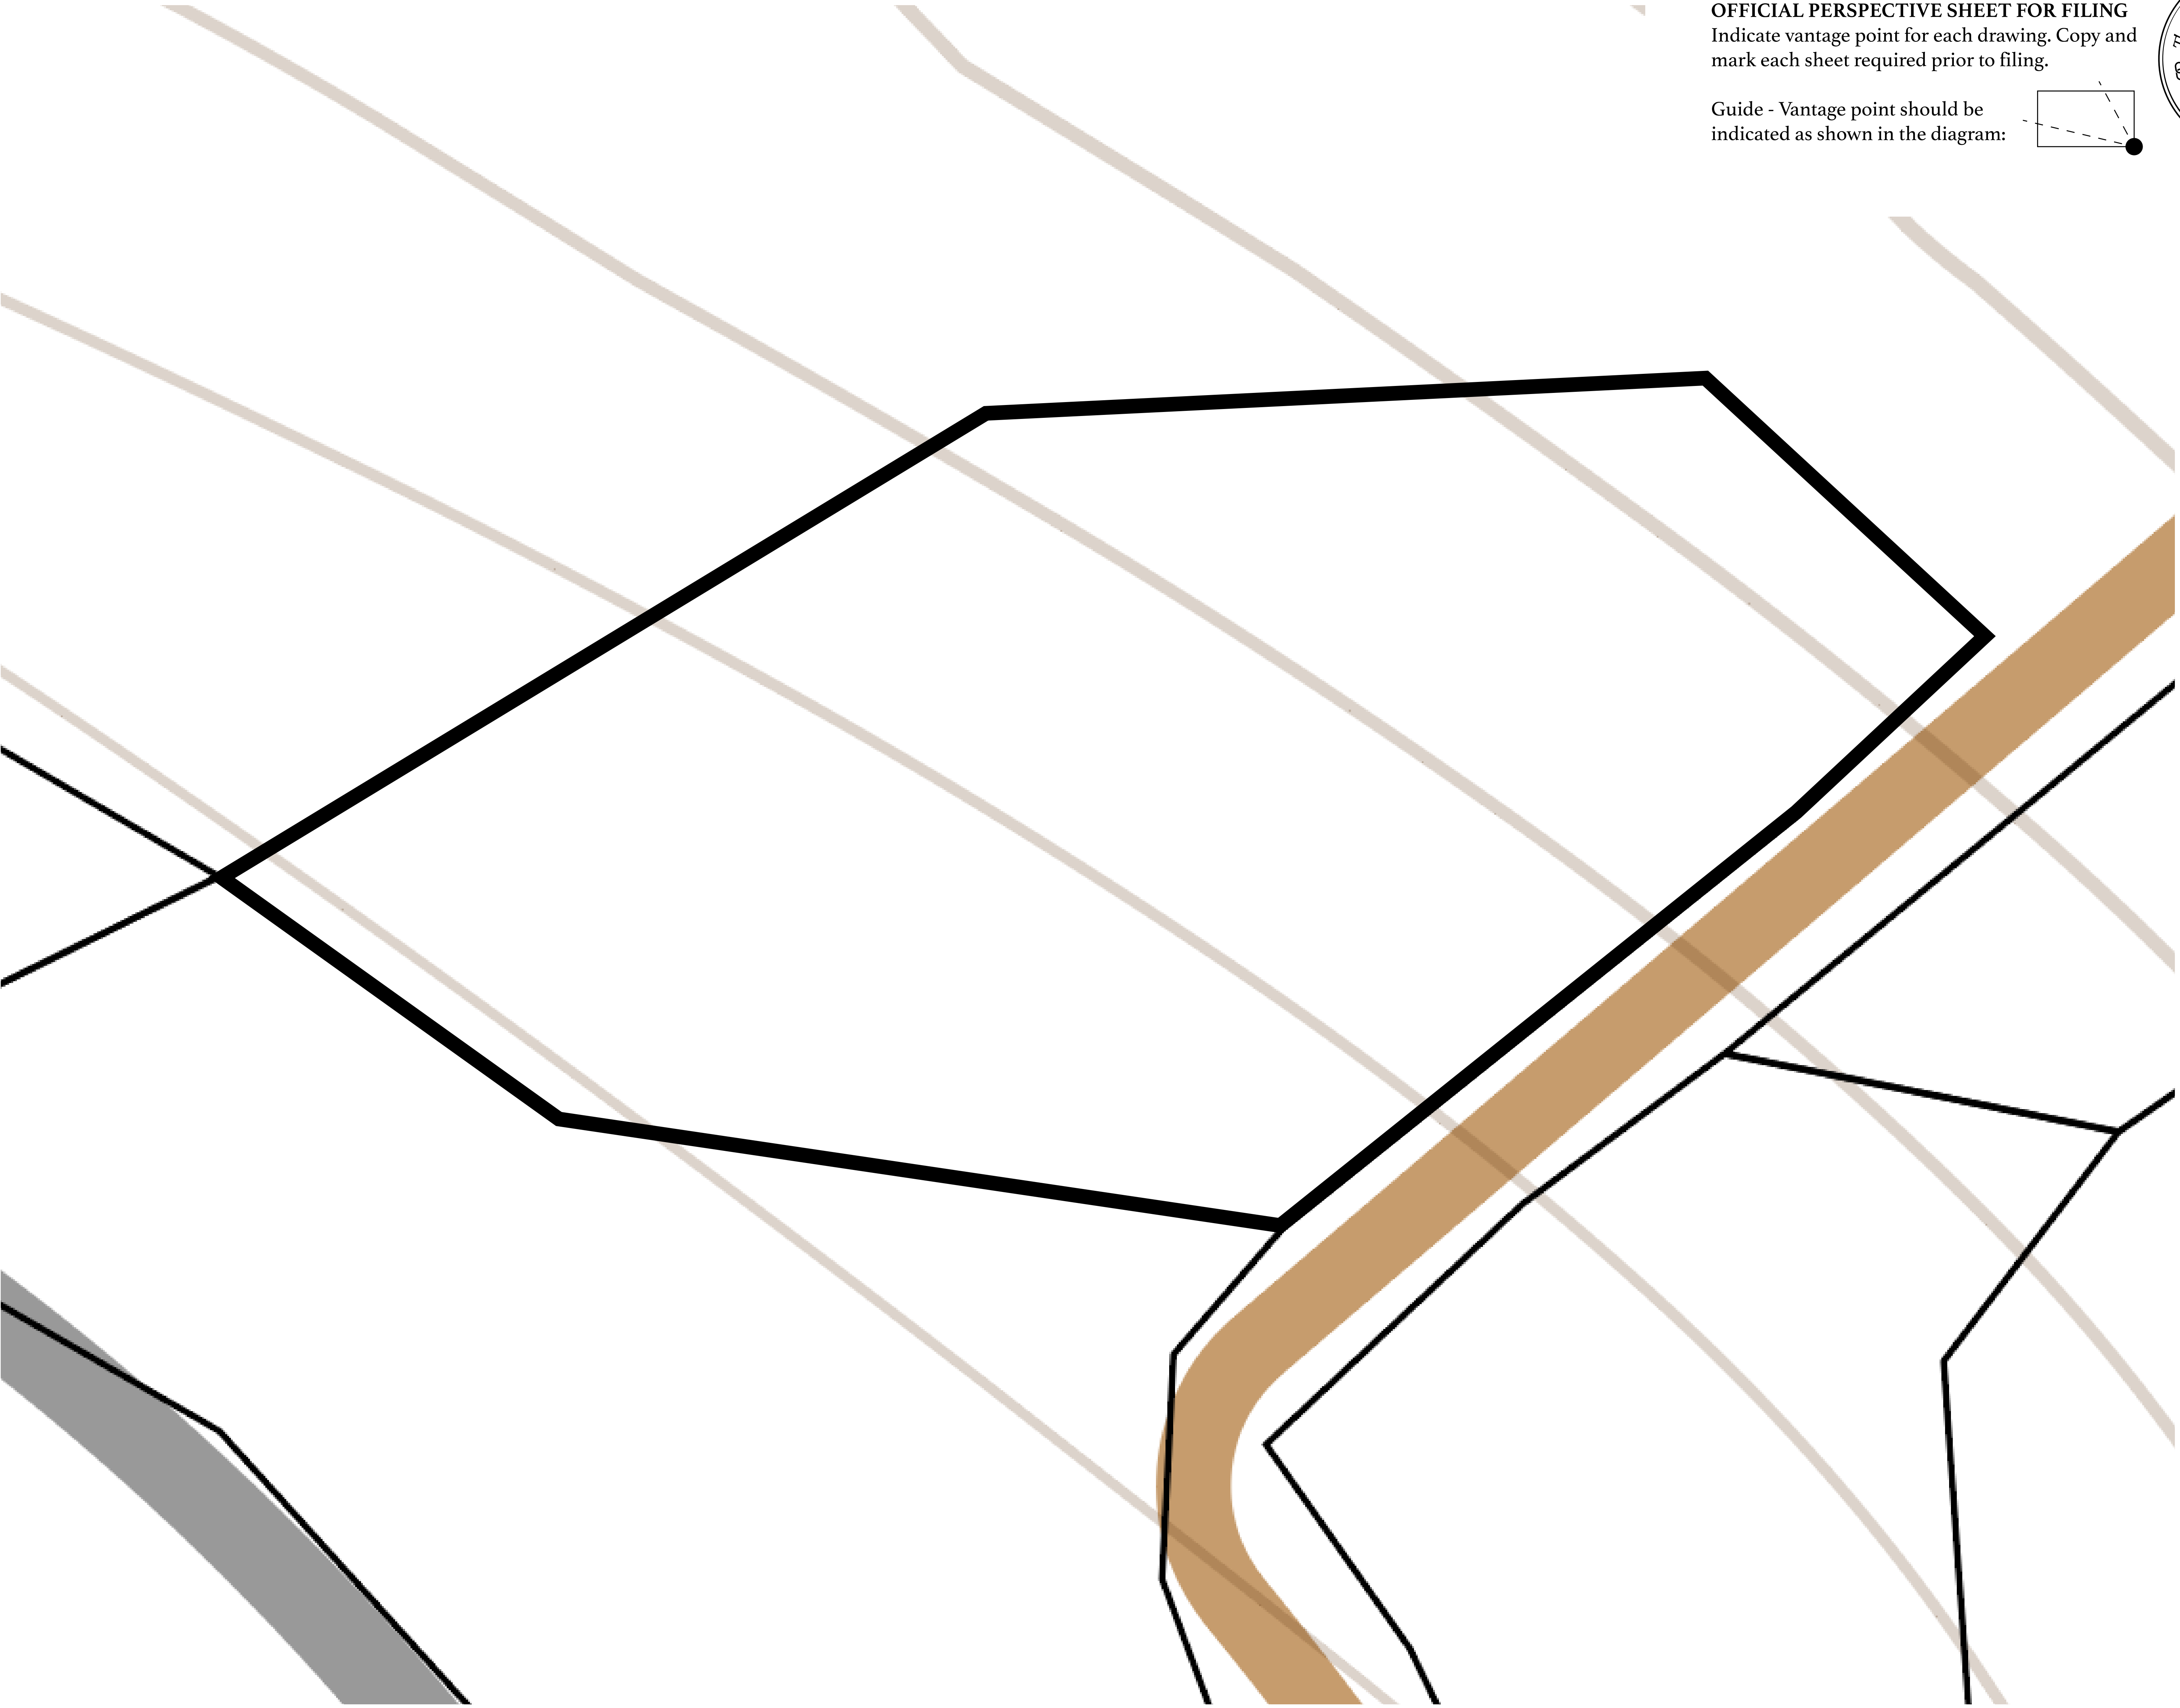 OFFICIAL PERSPECTIVE SHEET FOR FILING
Indicate vantage point for each drawing. Copy and
mark each sheet required prior to filing.
Guide - Vantage point should be
indicated as shown in the diagram: